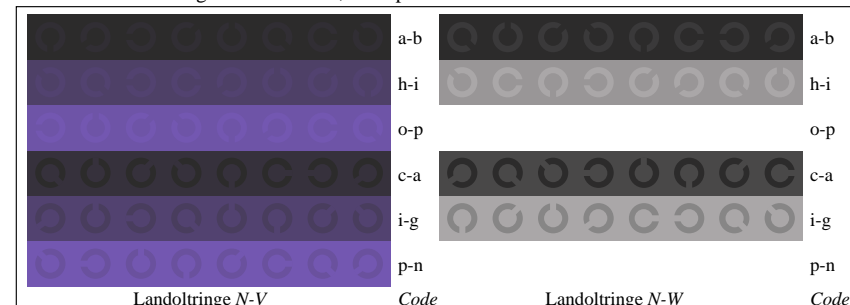 a-b a-b
h-i h-i
o-p o-p
c-a c-a
i-g i-g
p-n p-n
Landoltringe N-V Code Landoltringe N-W Code